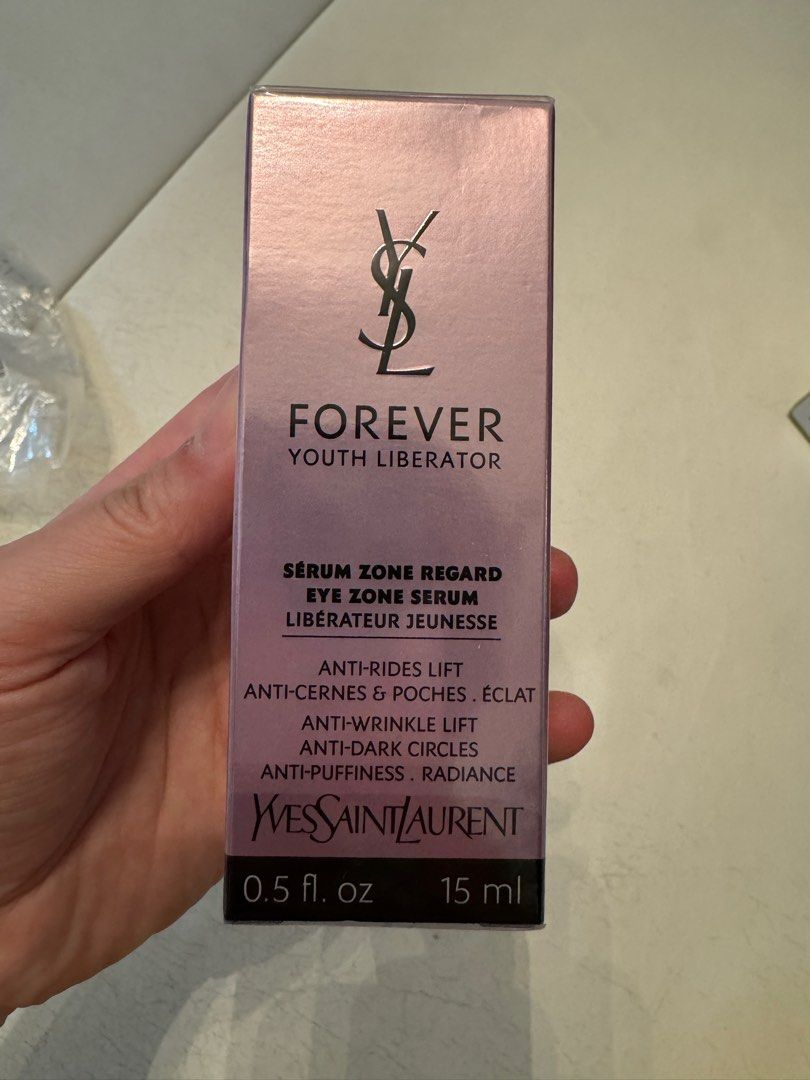 YSL
FOREVER
YOUTH LIBERATOR
SÉRUM ZONE REGARD
EYE ZONE SERUM
LIBÉRATEUR JEUNESSE
ANTI-RIDES LIFT
ANTI-CERNES & POCHES . ÉCLAT
ANTI-WRINKLE LIFT
ANTI-DARK CIRCLES
ANTI-PUFFINESS . RADIANCE
YVESSAINTLAURENT
0.5 fl. oz 15 ml